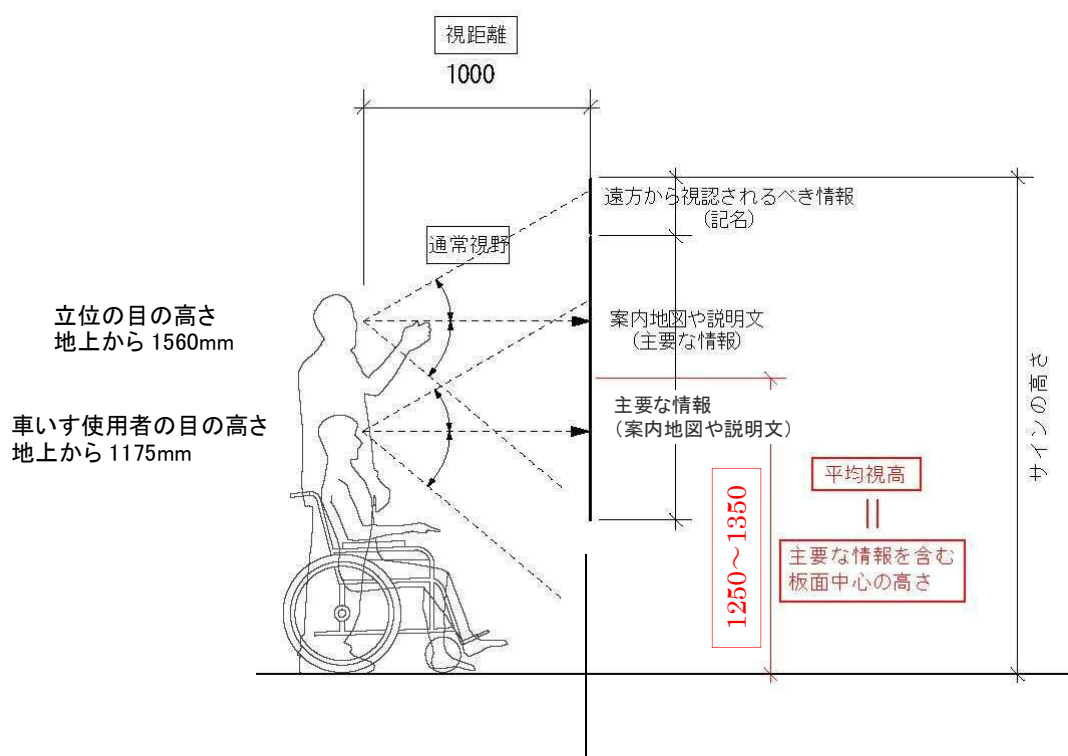 視距離
1000
遠方から視認されるべき情報
(記名)
通常視野
立位の目の高さ
地上から1560mm
案内地図や説明文
(主要な情報)
車いす使用者の目の高さ
地上から1175mm
主要な情報
（案内地図や説明文）
サインの高さ
1250～1350
平均視高
||
主要な情報を含む
板面中心の高さ